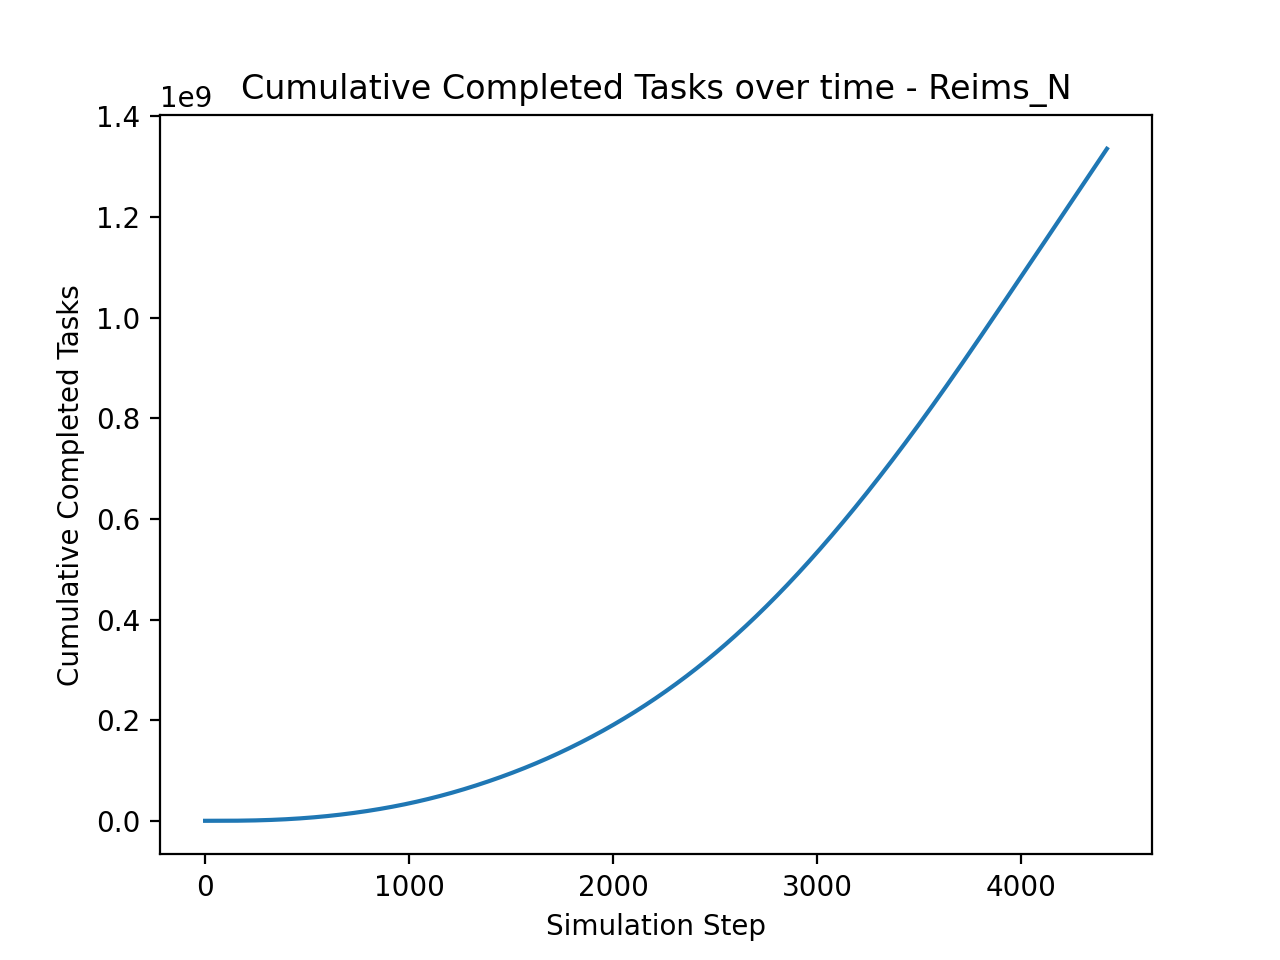 Cumulative Completed Tasks over time - Reims_N
1e9
1.4
1.2
1.0
0.8
0.6
0.4
0.2
0.0
Cumulative Completed Tasks
0 1000 2000 3000 4000
Simulation Step